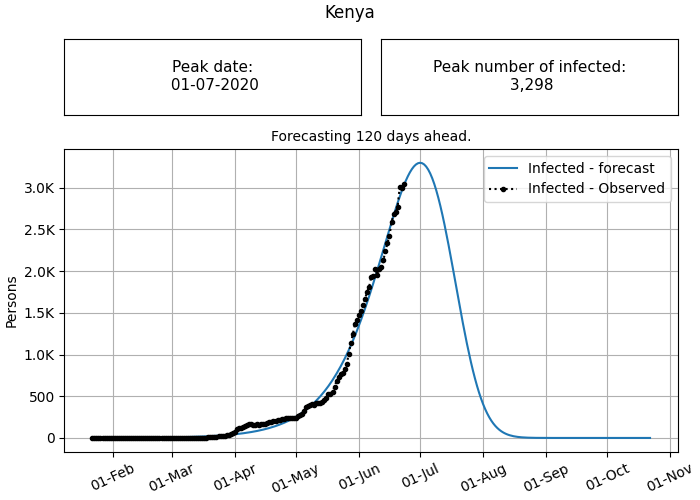 Kenya
Peak date:
01-07-2020
Peak number of infected:
3,298
Forecasting 120 days ahead.
Infected - forecast
Infected - Observed
Persons
3.0K
2.5K
2.0K
1.5K
1.0K
500
0
01-Feb
01-Mar
01-Apr
01-May
01-Jun
01-Jul
01-Aug
01-Sep
01-Oct
01-Nov